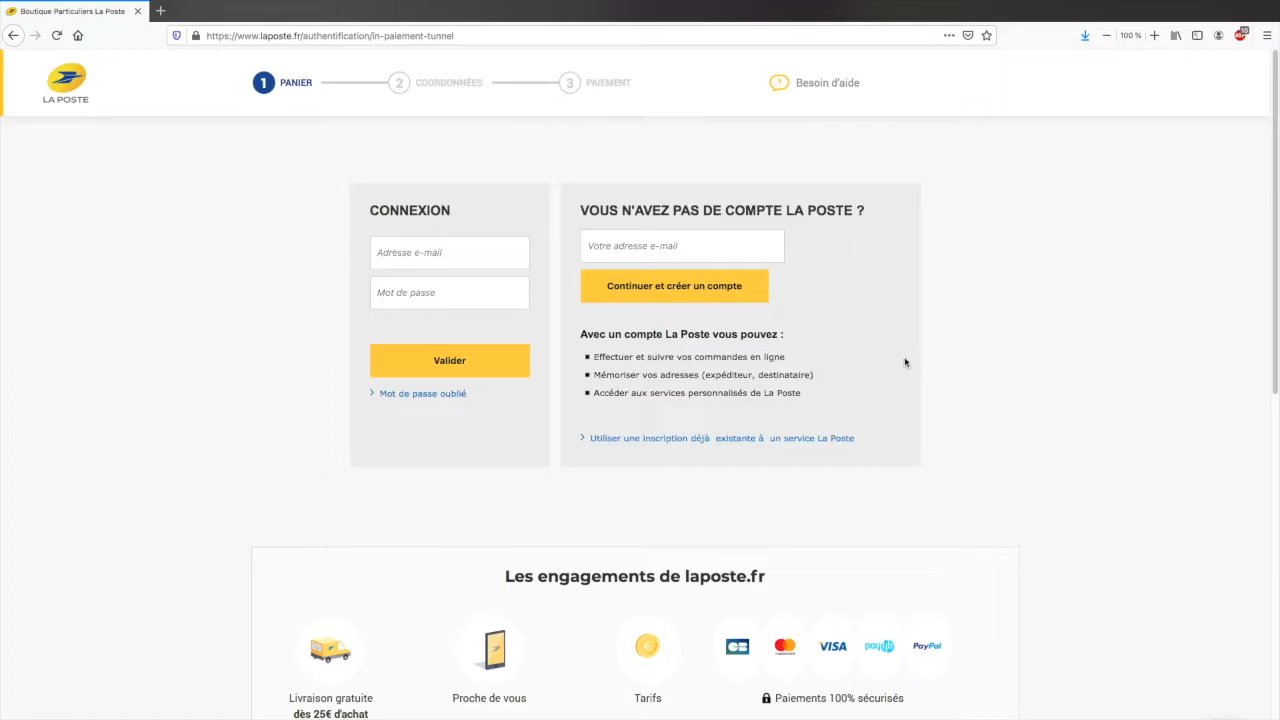 Boutique Particuliers La Poste
https://www.laposte.fr/authentification/in-paiement-tunnel
100 %
LA POSTE
1 PANIER
2 COORDONNÉES
3 PAIEMENT
? Besoin d'aide
CONNEXION
Adresse e-mail
Mot de passe
Valider
Mot de passe oublié
VOUS N'AVEZ PAS DE COMPTE LA POSTE ?
Votre adresse e-mail
Continuer et créer un compte
Avec un compte La Poste vous pouvez :
Effectuer et suivre vos commandes en ligne
Mémoriser vos adresses (expéditeur, destinataire)
Accéder aux services personnalisés de La Poste
Utiliser une inscription déjà existante à un service La Poste
Les engagements de laposte.fr
CB
VISA
paylib
PayPal
Livraison gratuite
dès 25€ d'achat
Proche de vous
Tarifs
Paiements 100% sécurisés